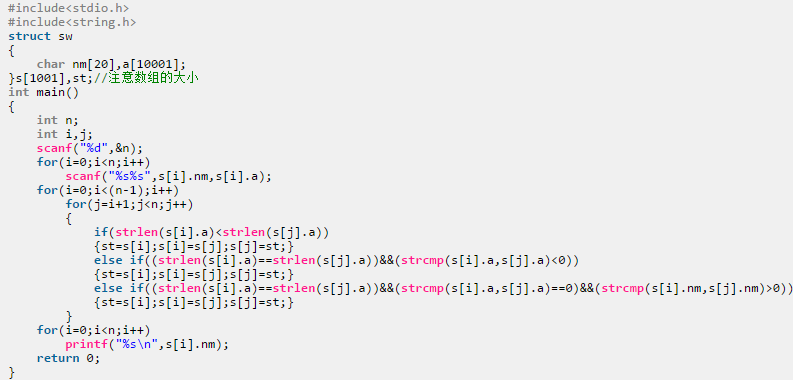 #include<stdio.h>
#include<string.h>
struct sw
{
    char nm[20],a[10001];
}s[1001],st;//注意数组的大小
int main()
{
    int n;
    int i,j;
    scanf("%d",&n);
    for(i=0;i<n;i++)
        scanf("%s%s",s[i].nm,s[i].a);
    for(i=0;i<(n-1);i++)
        for(j=i+1;j<n;j++)
        {
            if(strlen(s[i].a)<strlen(s[j].a))
            {st=s[i];s[i]=s[j];s[j]=st;}
            else if((strlen(s[i].a)==strlen(s[j].a))&&(strcmp(s[i].a,s[j].a)<0))
            {st=s[i];s[i]=s[j];s[j]=st;}
            else if((strlen(s[i].a)==strlen(s[j].a))&&(strcmp(s[i].a,s[j].a)==0)&&(strcmp(s[i].nm,s[j].nm)>0))
            {st=s[i];s[i]=s[j];s[j]=st;}
        }
    for(i=0;i<n;i++)
        printf("%s\n",s[i].nm);
    return 0;
}